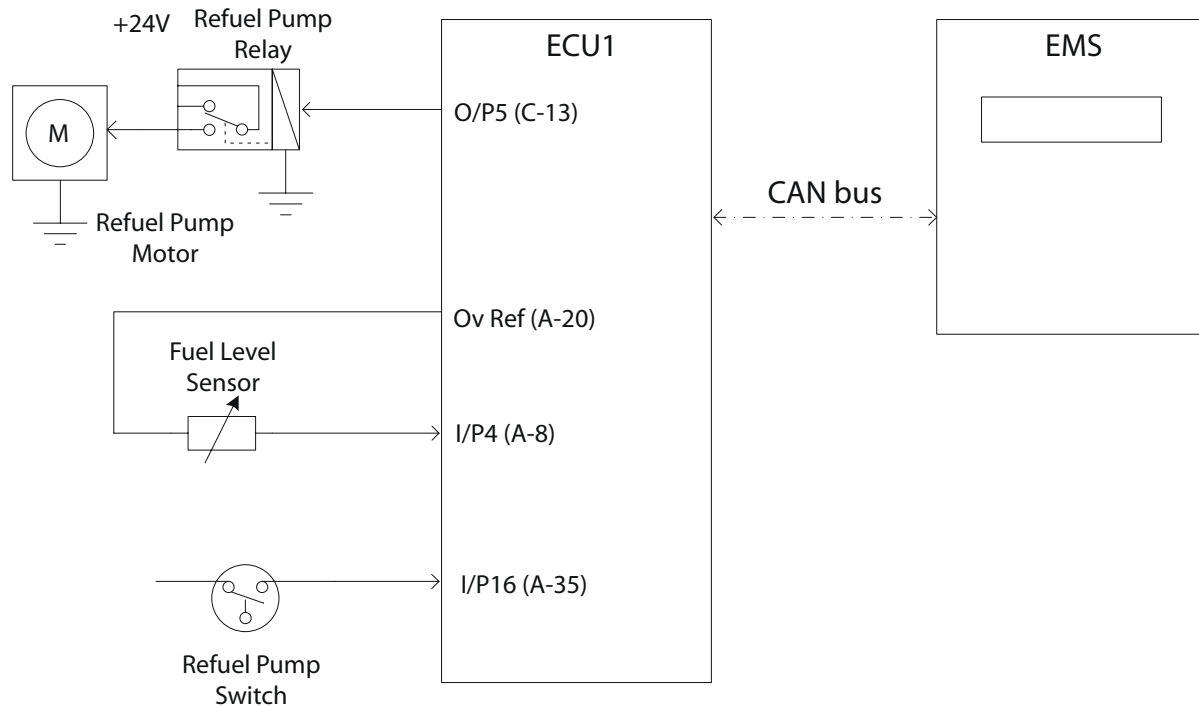 +24V
Refuel Pump
Relay
ECU1
EMS
O/P5 (C-13)
M
CAN bus
Refuel Pump
Motor
Ov Ref (A-20)
Fuel Level
Sensor
I/P4 (A-8)
I/P16 (A-35)
Refuel Pump
Switch